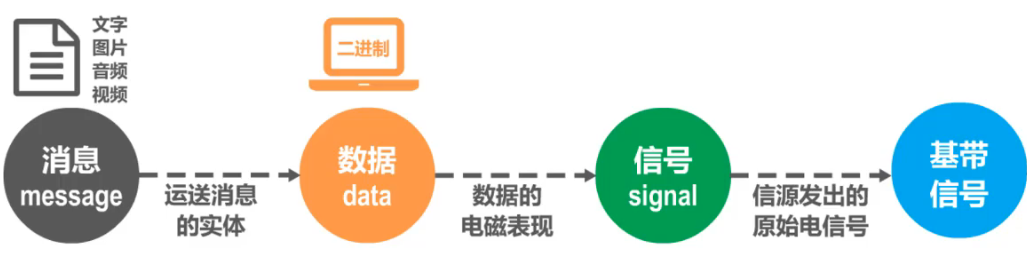 文字
图片
音频
视频
二进制
消息
message
运送消息
的实体
数据
data
数据的
电磁表现
信号
signal
信源发出的
原始电信号
基带
信号